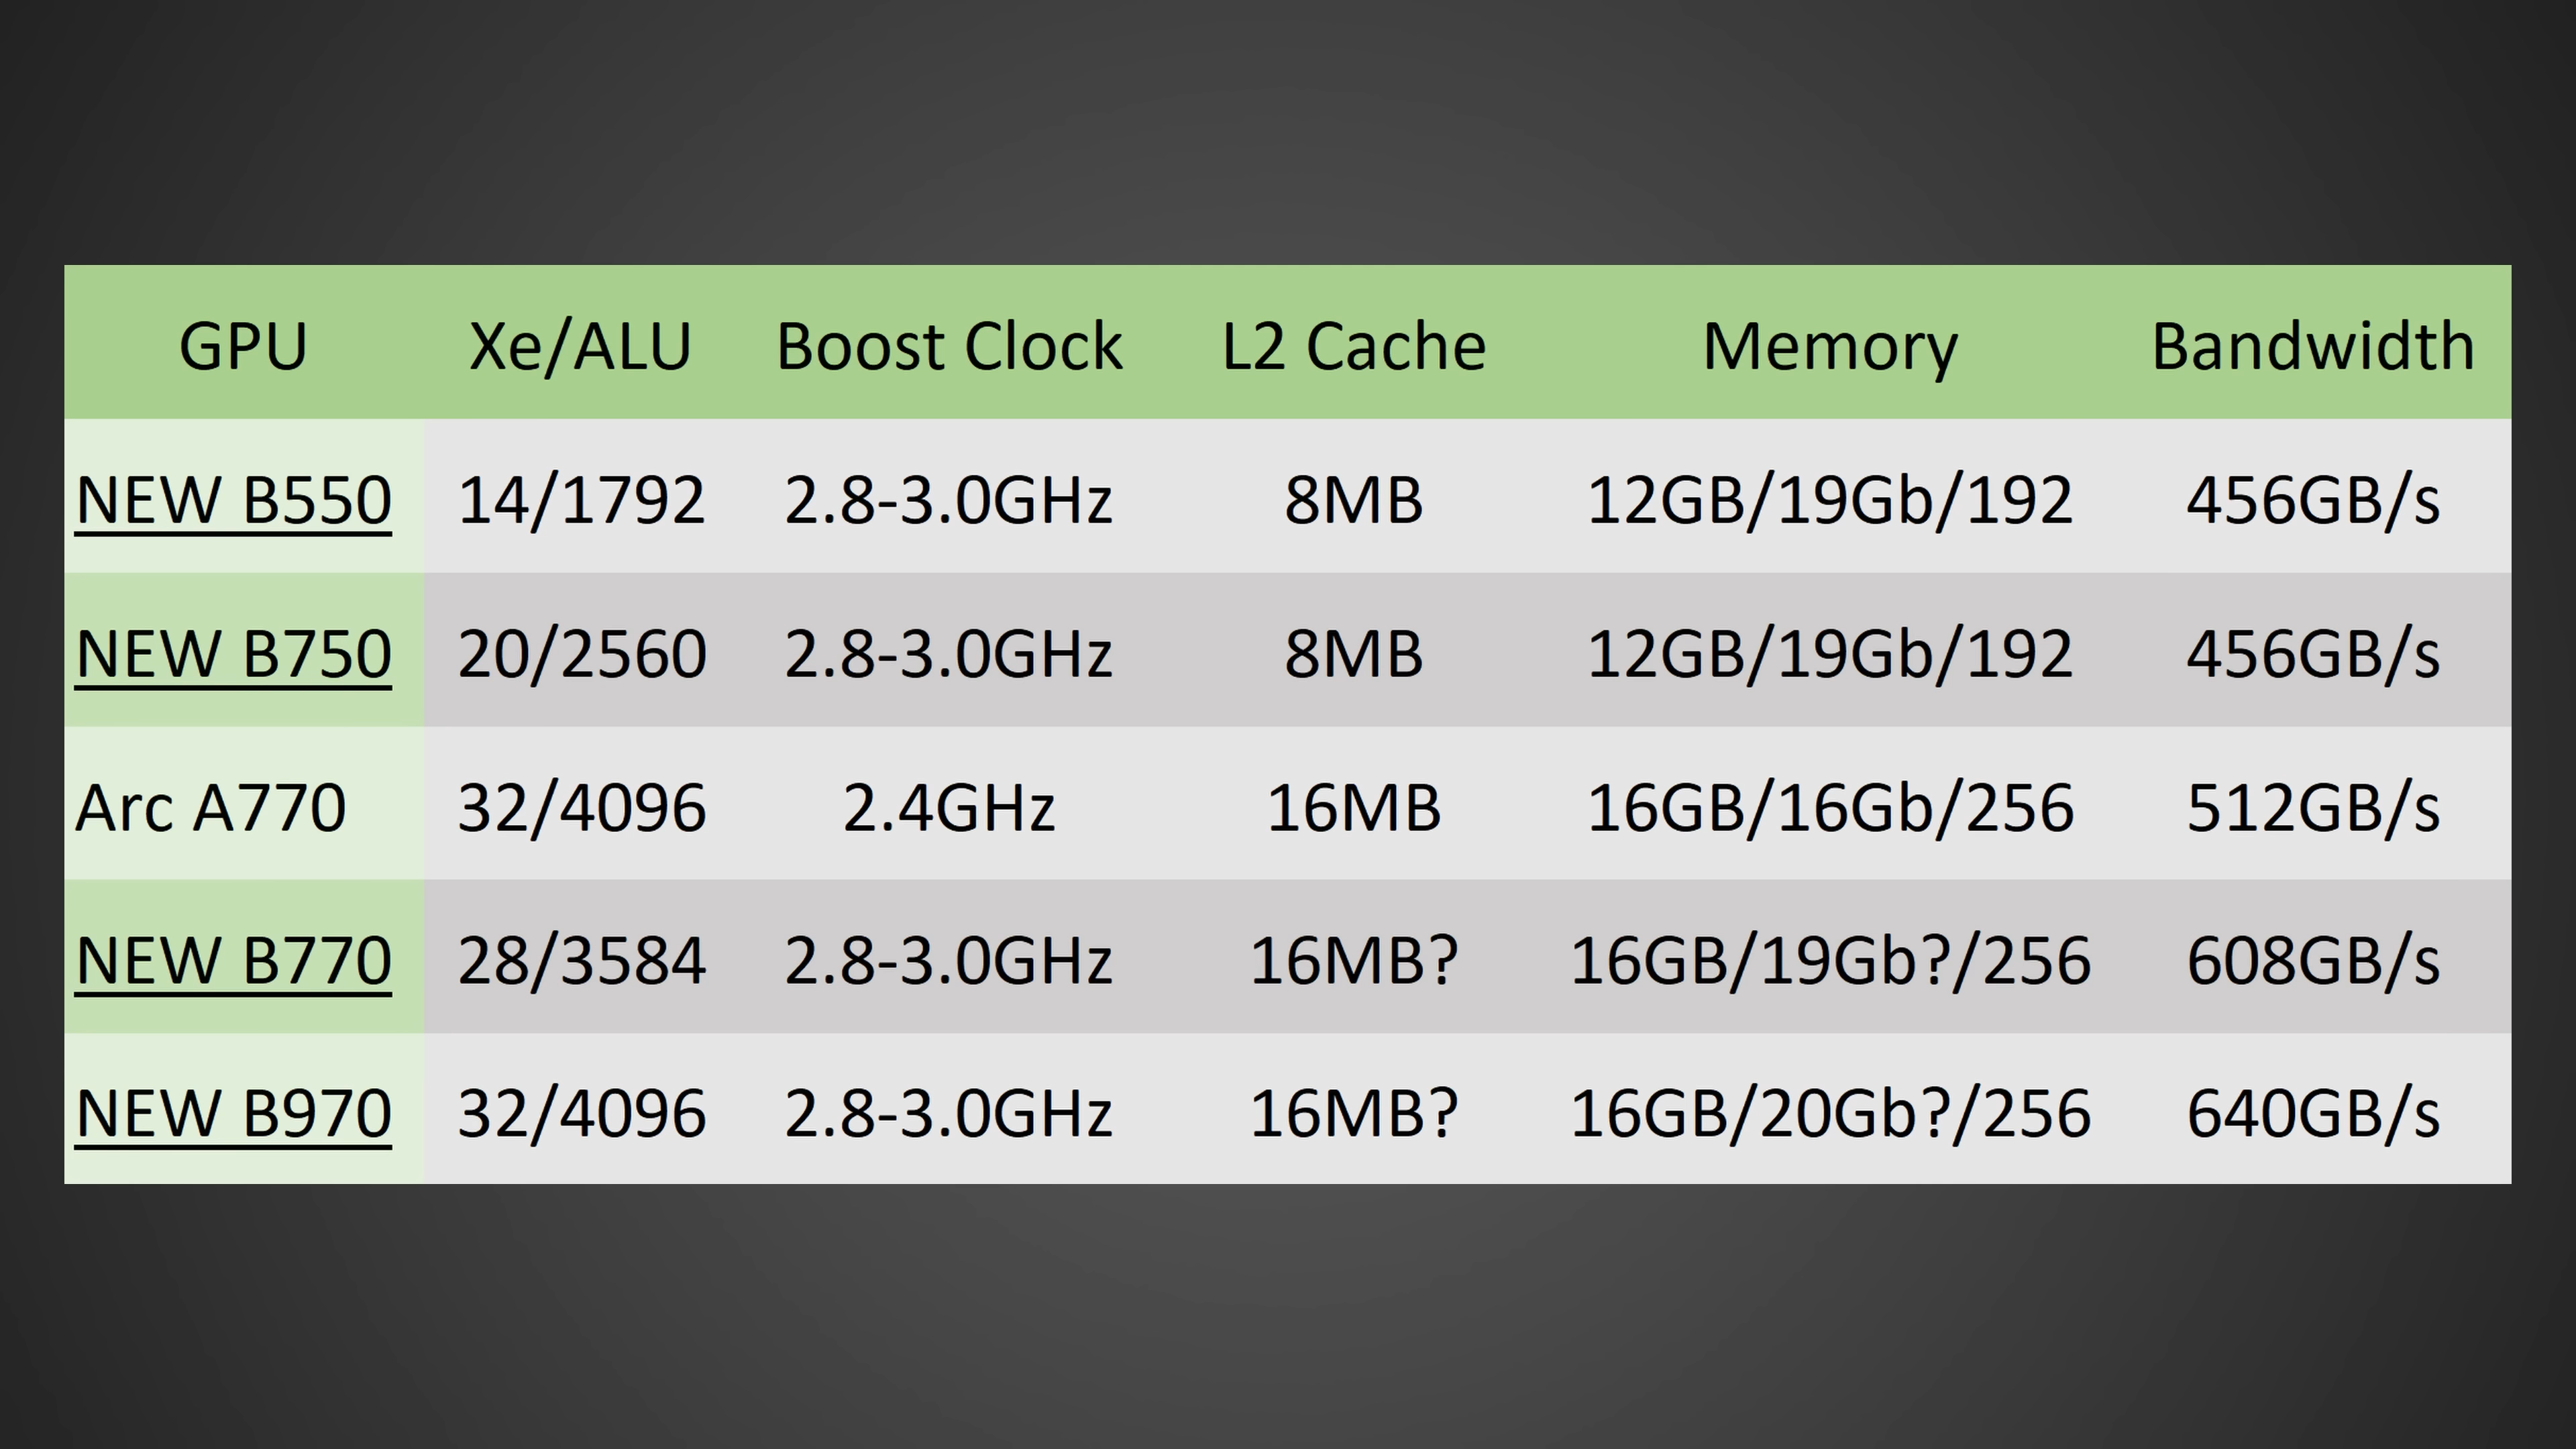 GPU Xe/ALU Boost Clock L2 Cache Memory Bandwidth
NEW B550 14/1792 2.8-3.0GHz 8MB 12GB/19Gb/192 456GB/s
NEW B750 20/2560 2.8-3.0GHz 8MB 12GB/19Gb/192 456GB/s
Arc A770 32/4096 2.4GHz 16MB 16GB/16Gb/256 512GB/s
NEW B770 28/3584 2.8-3.0GHz 16MB? 16GB/19Gb?/256 608GB/s
NEW B970 32/4096 2.8-3.0GHz 16MB? 16GB/20Gb?/256 640GB/s